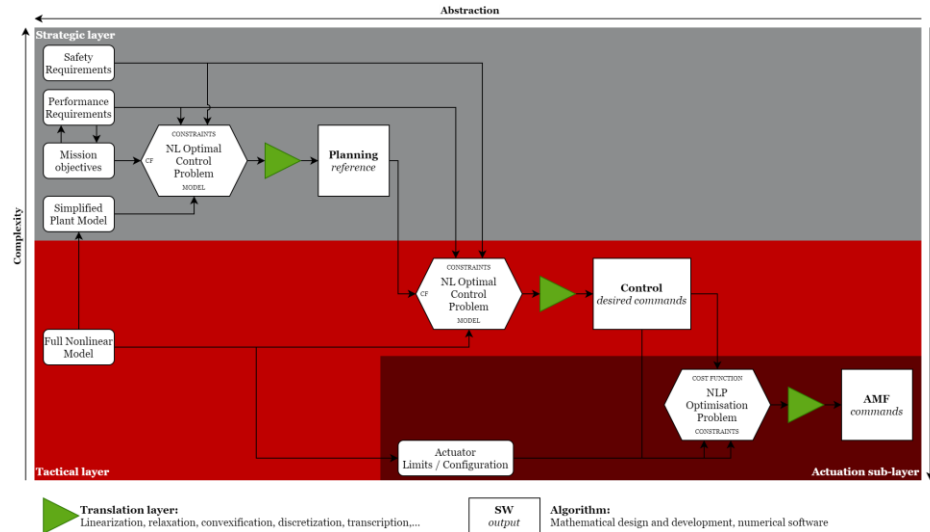 Abstraction
Complexity
Strategic layer
Safety
Requirements
Performance
Requirements
Mission
objectives
Simplified
Plant Model
CONSTRAINTS
CF
NL Optimal
Control
Problem
MODEL
Planning
reference
CONSTRAINTS
CF
NL Optimal
Control
Problem
MODEL
Control
desired commands
Full Nonlinear
Model
COST FUNCTION
NLP
Optimisation
Problem
CONSTRAINTS
AMF
commands
Actuator
Limits / Configuration
Tactical layer
Actuation sub-layer
Translation layer:
Linearization, relaxation, convexification, discretization, transcription,...
SW
output
Algorithm:
Mathematical design and development, numerical software